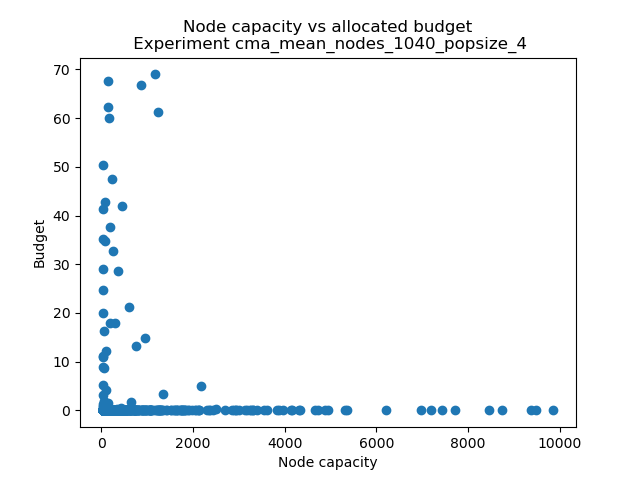 Node capacity vs allocated budget
Experiment cma_mean_nodes_1040_popsize_4
70
60
50
40
30
20
10
0
Budget
0 2000 4000 6000 8000 10000
Node capacity